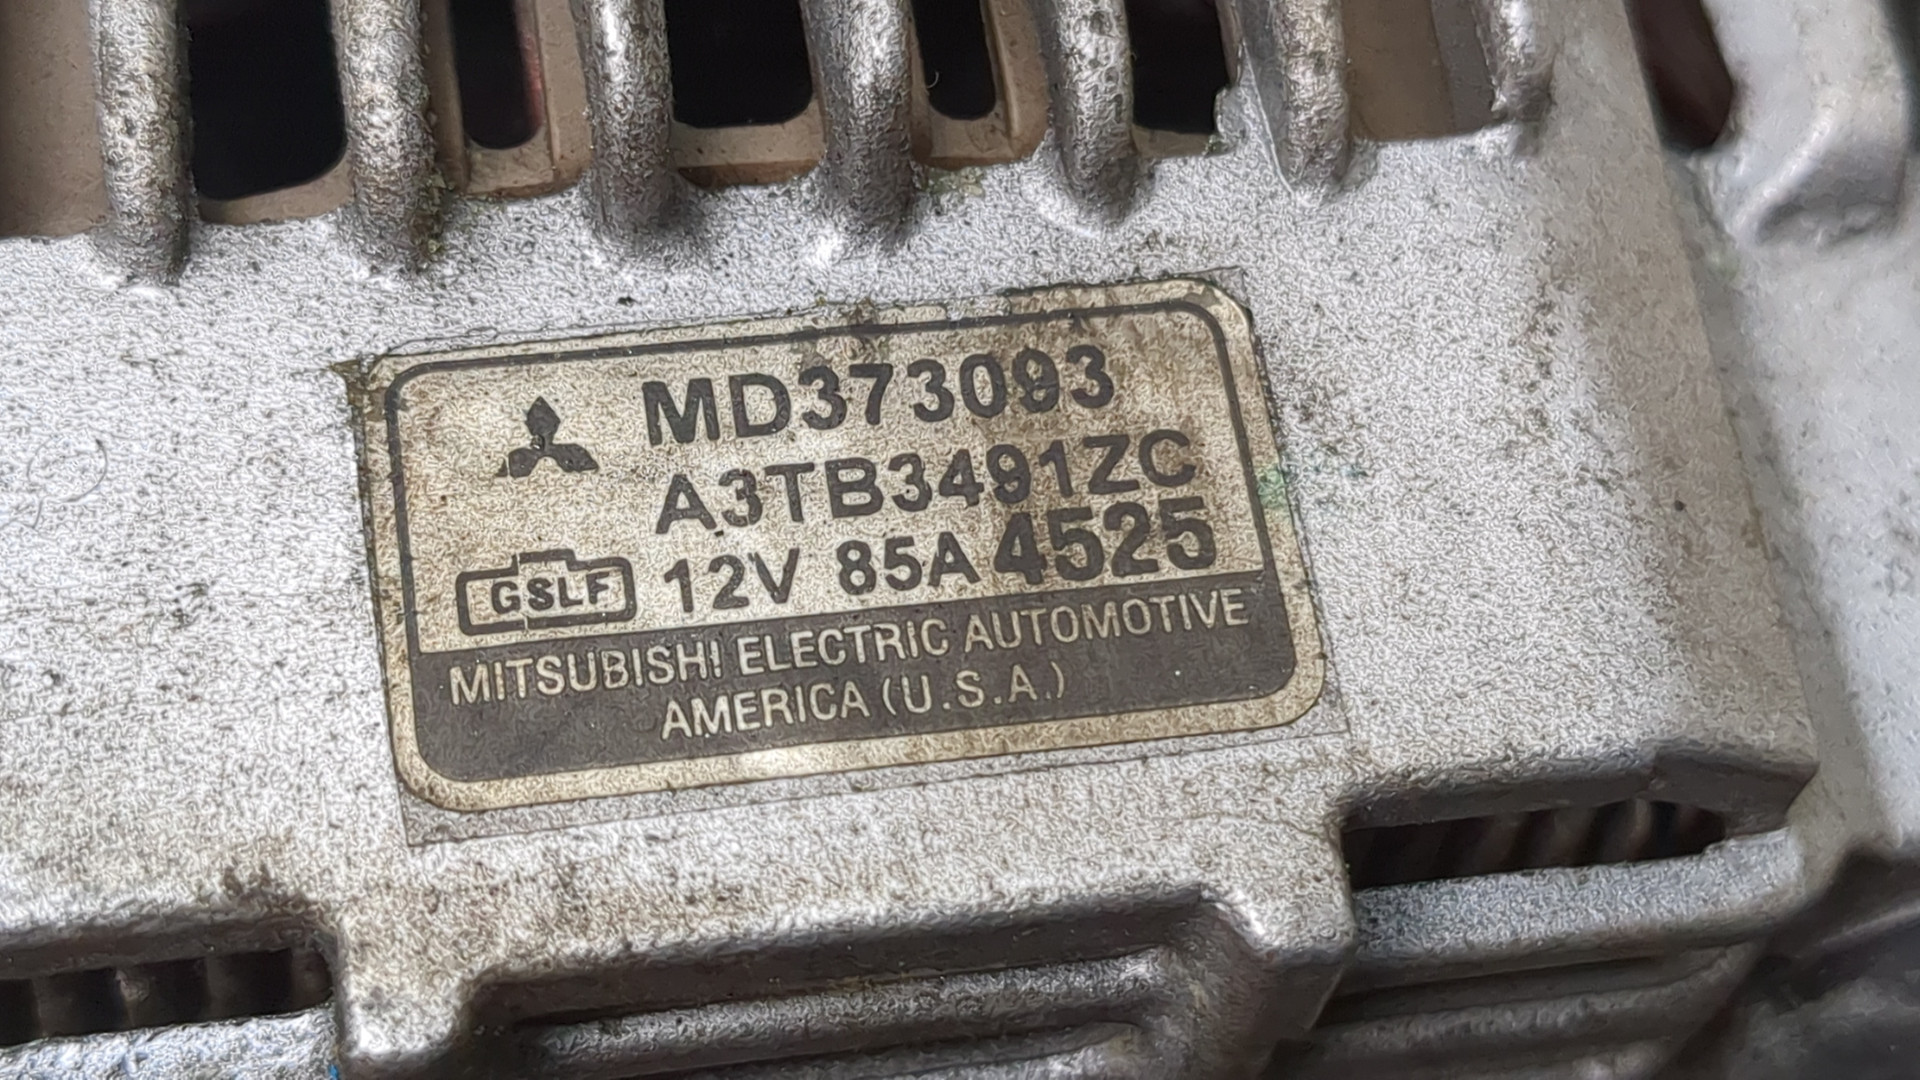 MD373093
A3TB3491ZC
GSLF 12V 85A 4525
MITSUBISHI ELECTRIC AUTOMOTIVE
AMERICA (U.S.A.)